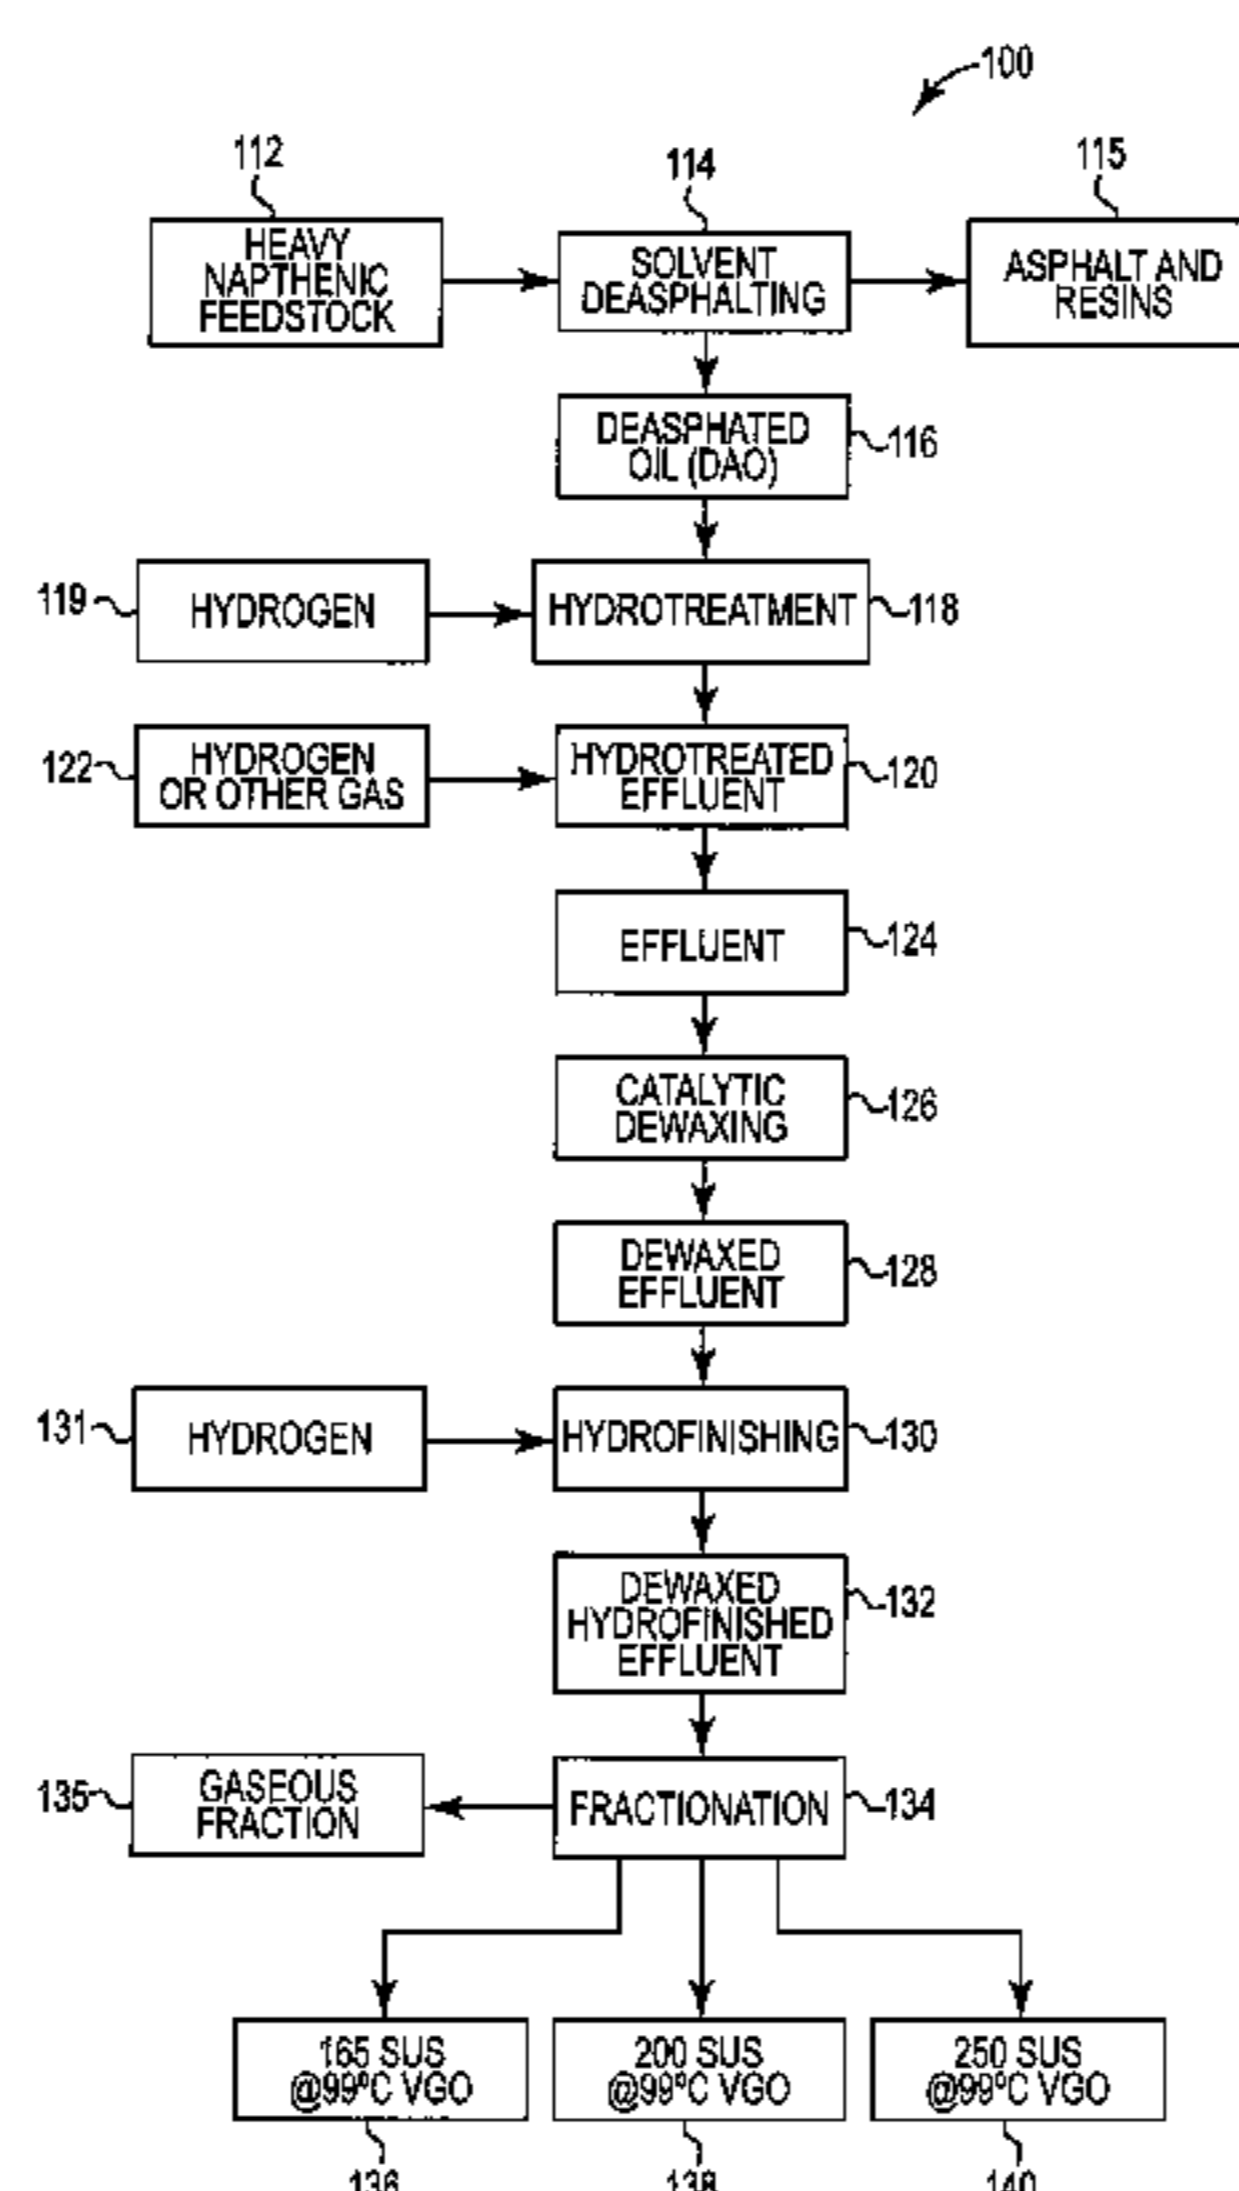 100
112
114
115
HEAVY
NAPTHENIC
FEEDSTOCK
SOLVENT
DEASPHALTING
ASPHALT AND
RESINS
DEASPHATED
OIL (DAO)
116
119
HYDROGEN
HYDROTREATMENT
118
122
HYDROGEN
OR OTHER GAS
HYDROTREATED
EFFLUENT
120
EFFLUENT
124
CATALYTIC
DEWAXING
126
DEWAXED
EFFLUENT
128
131
HYDROGEN
HYDROFINISHING
130
DEWAXED
HYDROFINISHED
EFFLUENT
132
135
GASEOUS
FRACTION
FRACTIONATION
134
165 SUS
@99ºC VGO
200 SUS
@99ºC VGO
250 SUS
@99ºC VGO
136
138
140